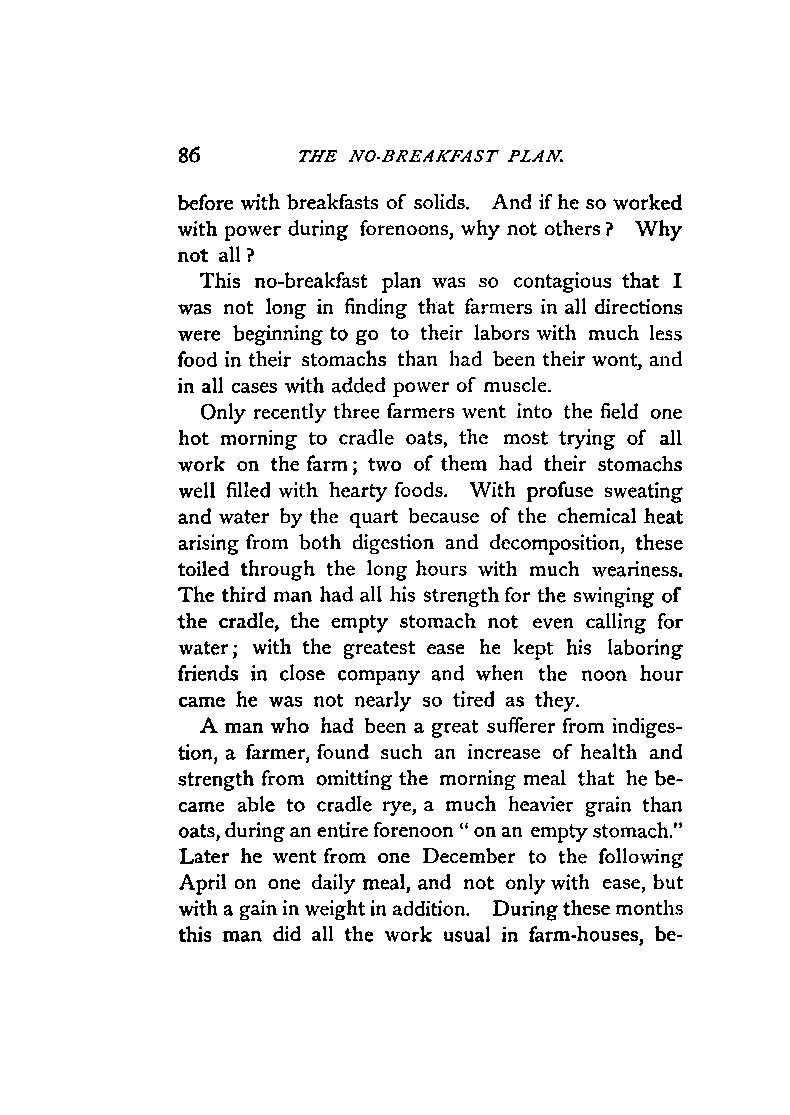 86 THE NO-BREAKFAST PLAN.
before with breakfasts of solids. And if he so worked
with power during forenoons, why not others? Why
not all?
This no-breakfast plan was so contagious that I
was not long in finding that farmers in all directions
were beginning to go to their labors with much less
food in their stomachs than had been their wont, and
in all cases with added power of muscle.
Only recently three farmers went into the field one
hot morning to cradle oats, the most trying of all
work on the farm; two of them had their stomachs
well filled with hearty foods. With profuse sweating
and water by the quart because of the chemical heat
arising from both digestion and decomposition, these
toiled through the long hours with much weariness.
The third man had all his strength for the swinging of
the cradle, the empty stomach not even calling for
water; with the greatest ease he kept his laboring
friends in close company and when the noon hour
came he was not nearly so tired as they.
A man who had been a great sufferer from indiges-
tion, a farmer, found such an increase of health and
strength from omitting the morning meal that he be-
came able to cradle rye, a much heavier grain than
oats, during an entire forenoon “ on an empty stomach.”
Later he went from one December to the following
April on one daily meal, and not only with ease, but
with a gain in weight in addition. During these months
this man did all the work usual in farm-houses, be-